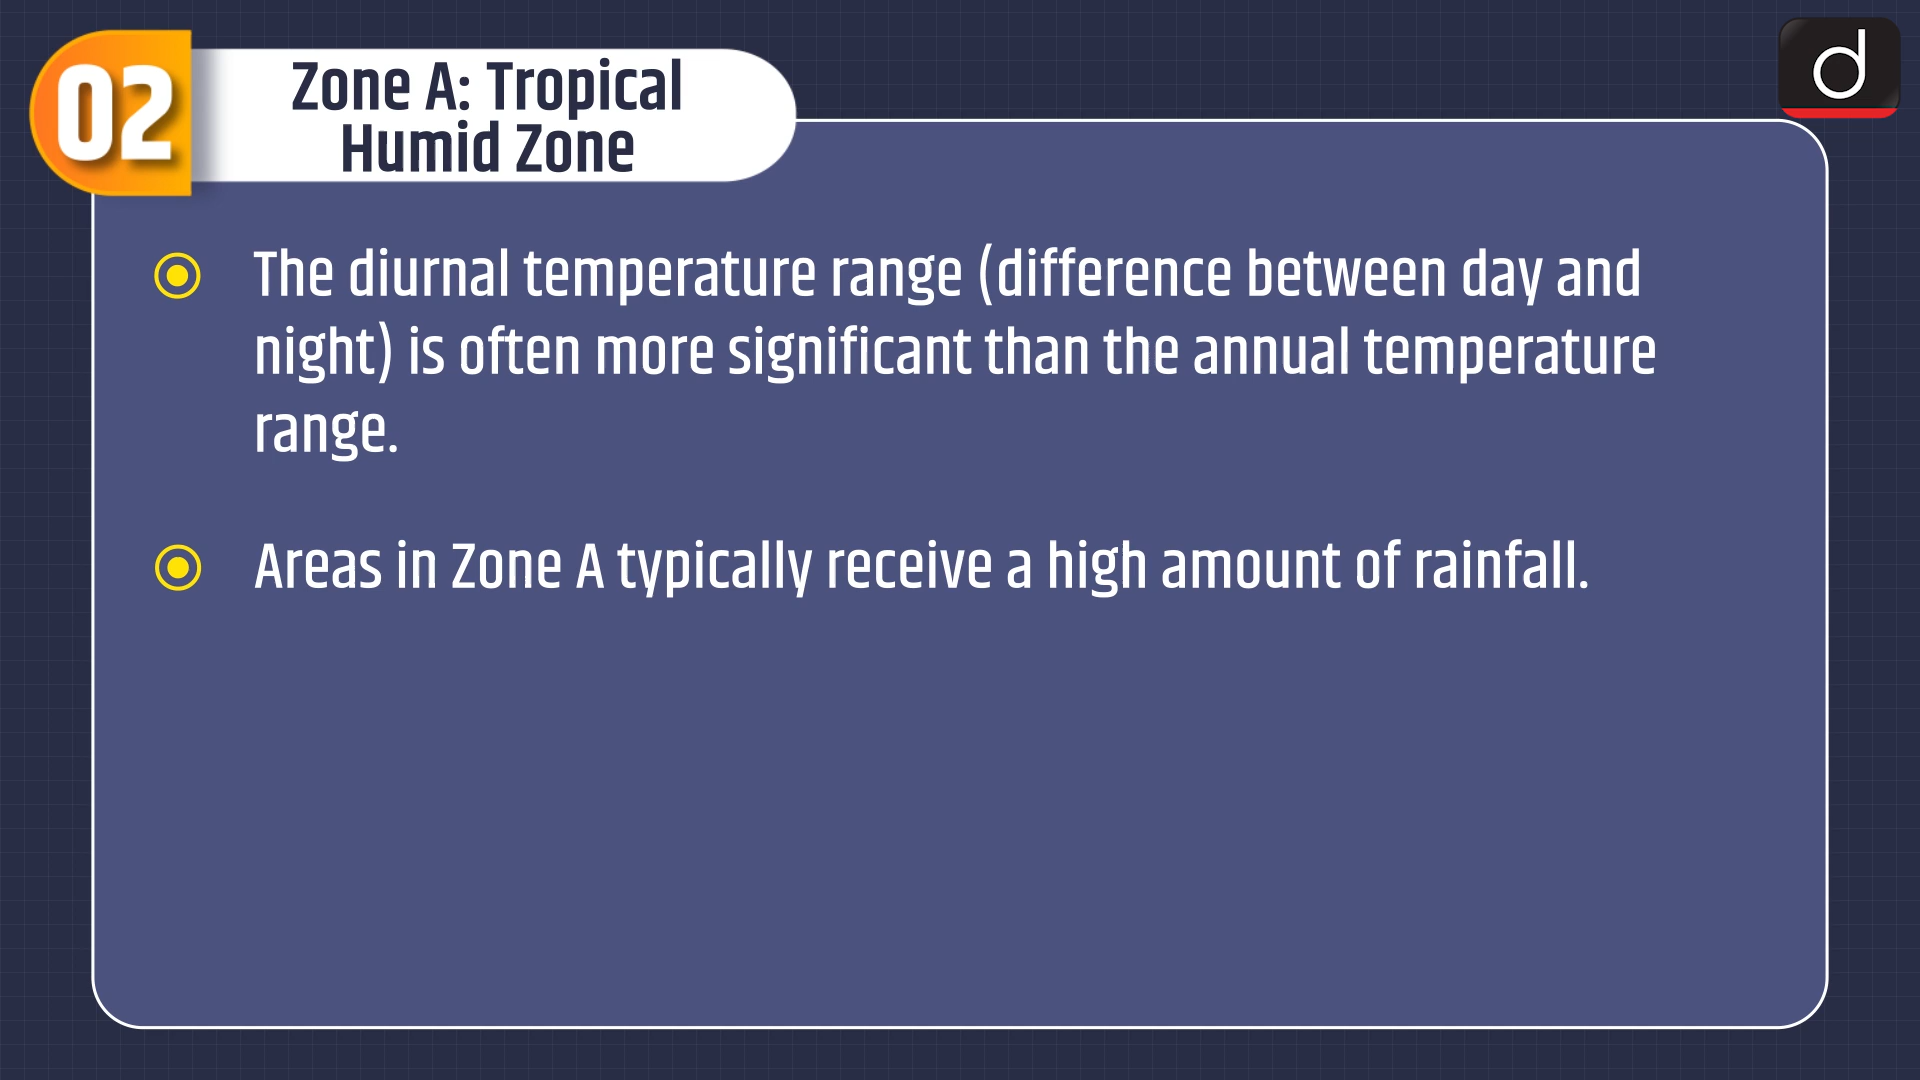 02
Zone A: Tropical
Humid Zone
d
The diurnal temperature range (difference between day and
night) is often more significant than the annual temperature
range.
Areas in Zone A typically receive a high amount of rainfall.